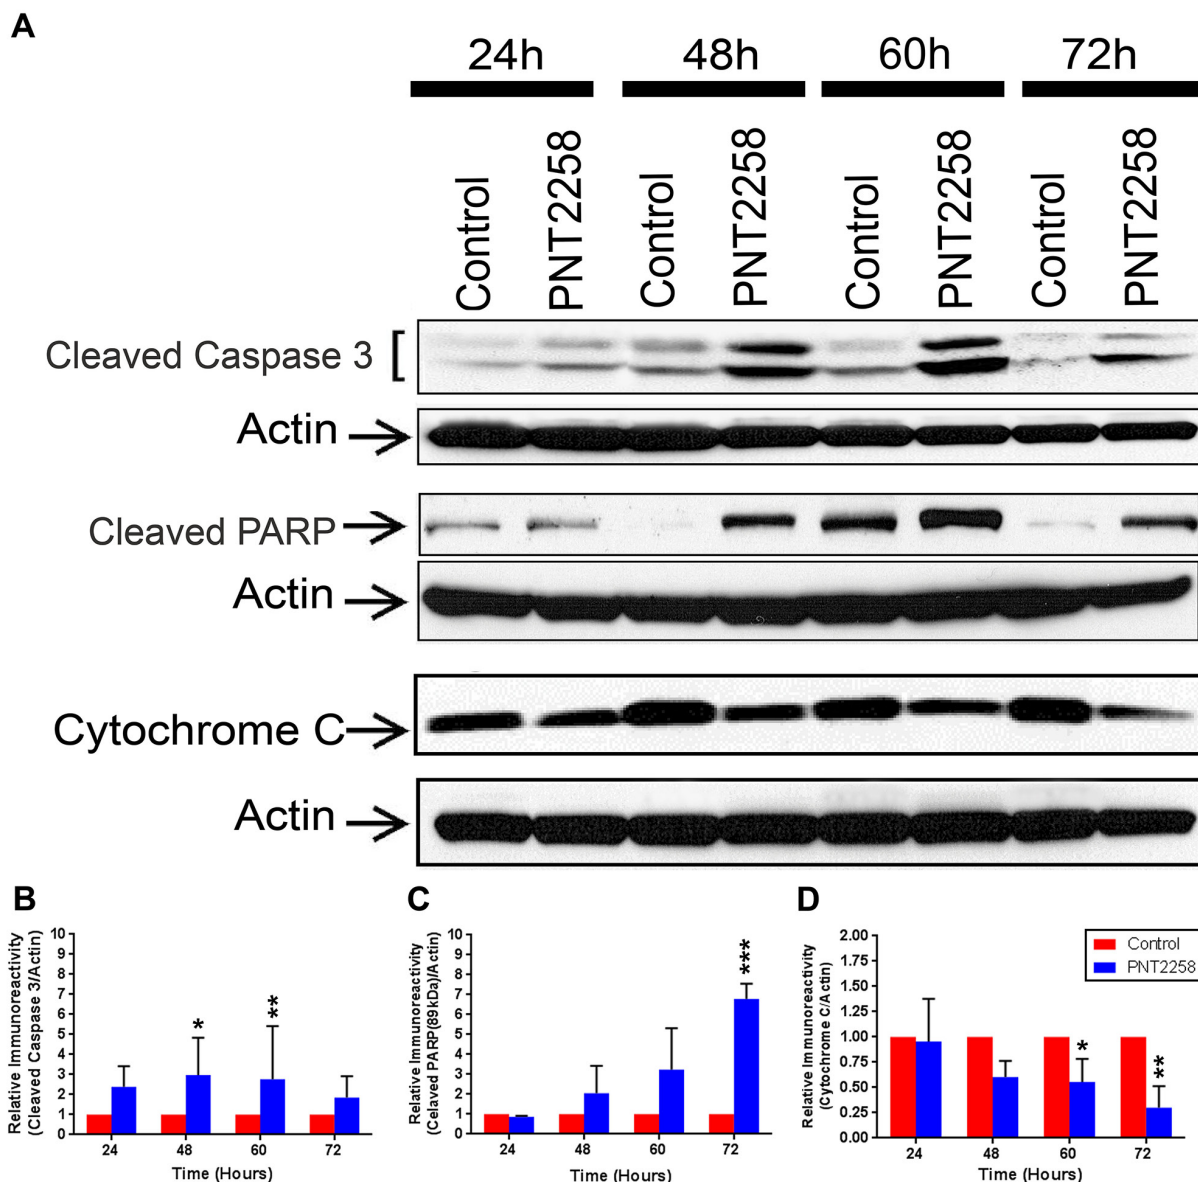 A
24h 48h 60h 72h
Control PNT2258 Control PNT2258 Control PNT2258 Control PNT2258
Cleaved Caspase 3 [
Actin
Cleaved PARP
Actin
Cytochrome C
Actin
B
Relative Immunoreactivity
(Cleaved Caspase 3/Actin)
10
9
8
7
6
5
4
3
2
1
0
* **
24 48 60 72
Time (Hours)
C
Relative Immunoreactivity
(Celaved PARP(89kDa)/Actin)
10
9
8
7
6
5
4
3
2
1
0
***
24 48 60 72
Time (Hours)
D
Relative Immunoreactivity
(Cytochrome C/Actin)
2.00
1.75
1.50
1.25
1.00
0.75
0.50
0.25
0.00
* **
24 48 60 72
Time (Hours)
Control
PNT2258